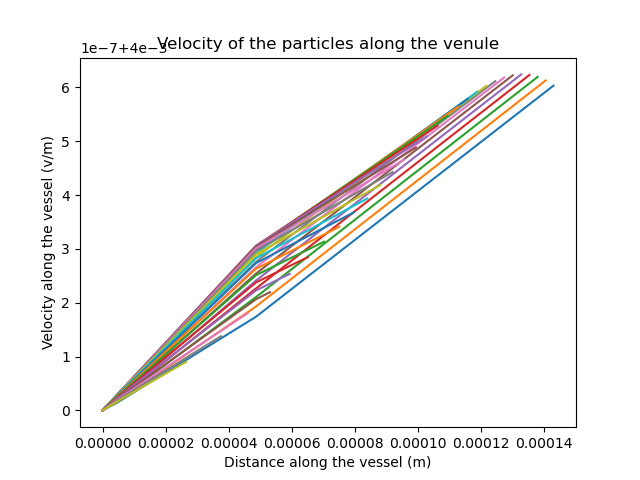 Velocity of the particles along the venule
1e−7+4e−3
6
5
4
3
2
1
0
Velocity along the vessel (v/m)
0.00000 0.00002 0.00004 0.00006 0.00008 0.00010 0.00012 0.00014
Distance along the vessel (m)